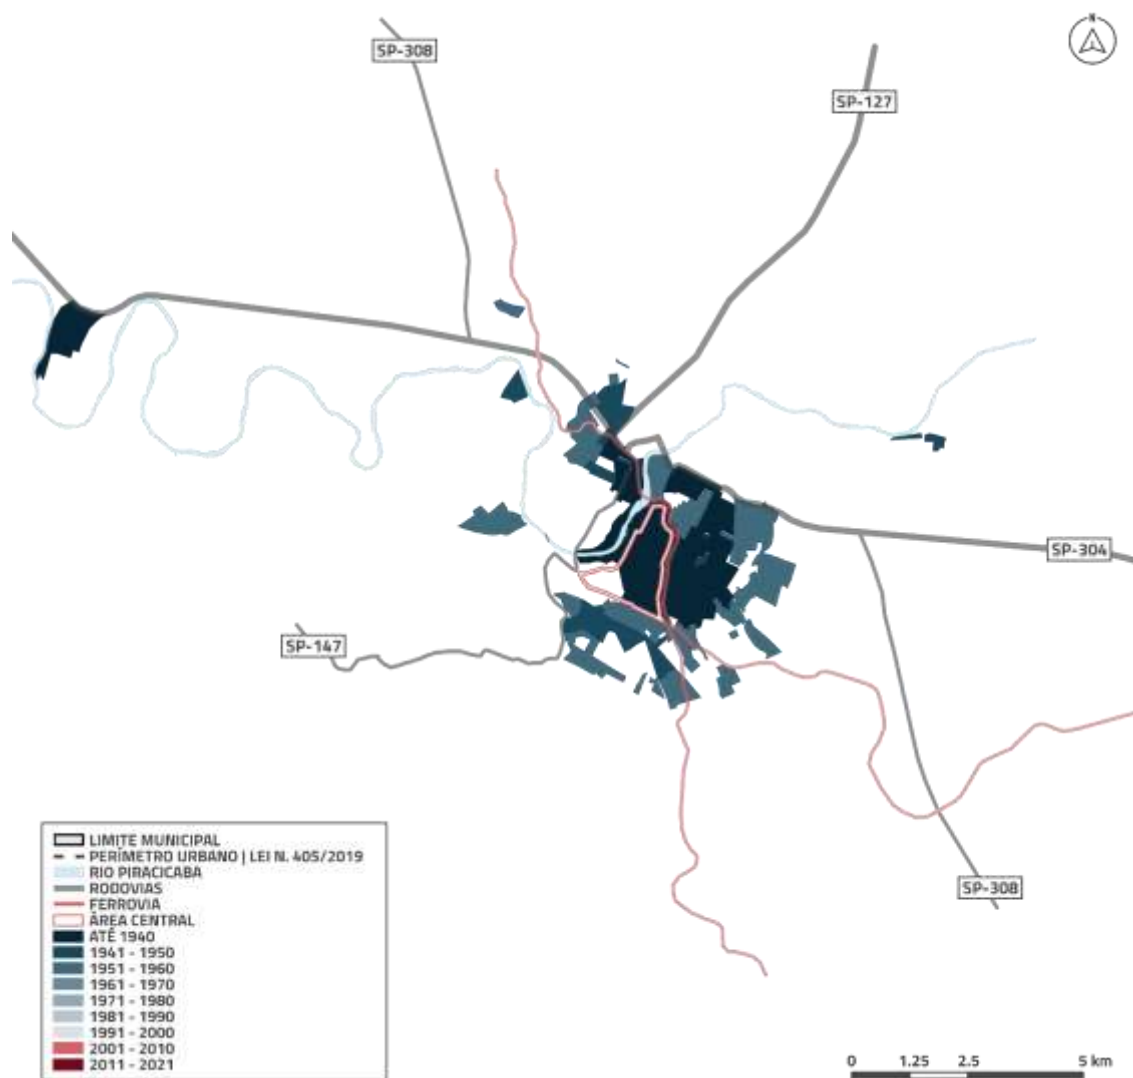 N
SP-308
SP-127
SP-304
SP-147
SP-308
LIMITE MUNICIPAL
PERÍMETRO URBANO | LEI N. 405/2019
RIO PIRACICABA
RODOVIAS
FERROVIA
ÁREA CENTRAL
ATÉ 1940
1941 - 1950
1951 - 1960
1961 - 1970
1971 - 1980
1981 - 1990
1991 - 2000
2001 - 2010
2011 - 2021
0 1.25 2.5 5 km